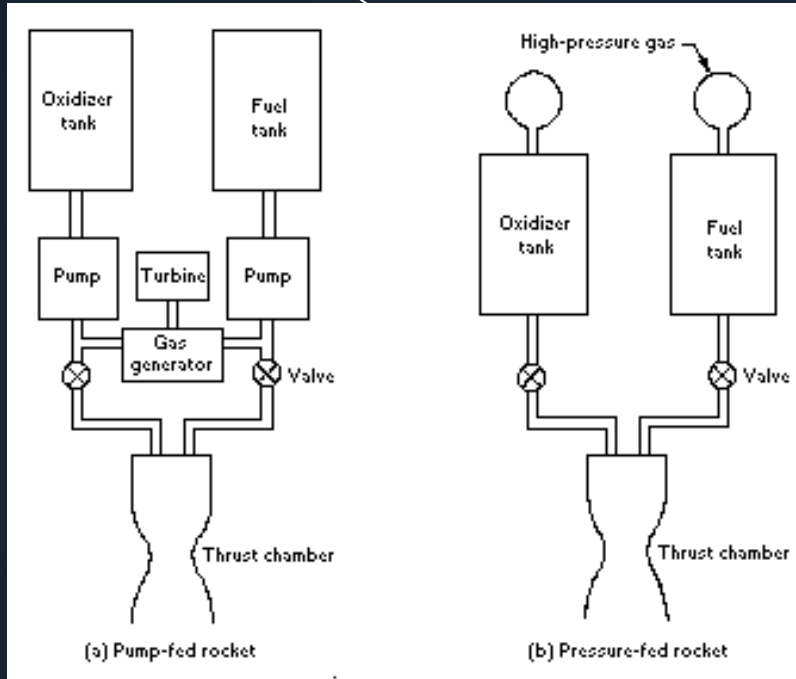 Oxidizer
tank
Fuel
tank
Pump
Turbine
Pump
Gas
generator
Valve
Thrust chamber
(a) Pump-fed rocket
High-pressure gas
Oxidizer
tank
Fuel
tank
Valve
Thrust chamber
(b) Pressure-fed rocket